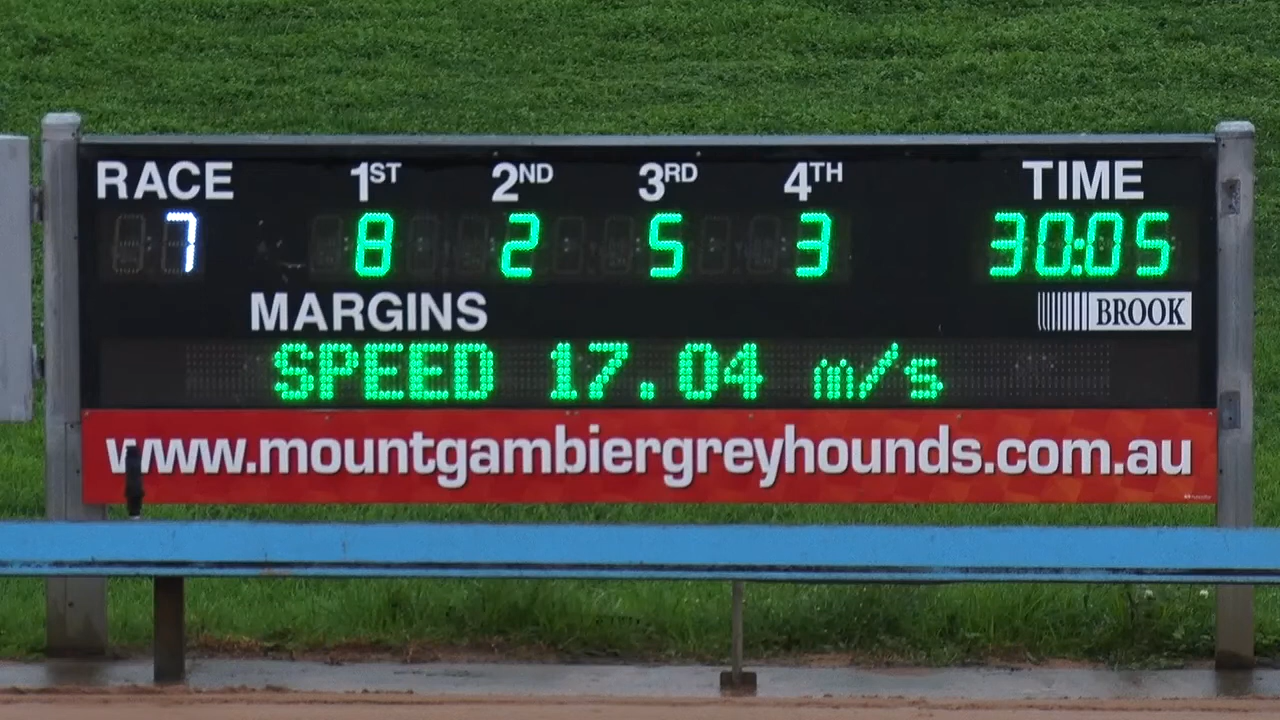 RACE 1ST 2ND 3RD 4TH TIME
7 8 2 5 3 30:05
MARGINS BROOK
SPEED 17.04 m/s
www.mountgambiergreyhounds.com.au